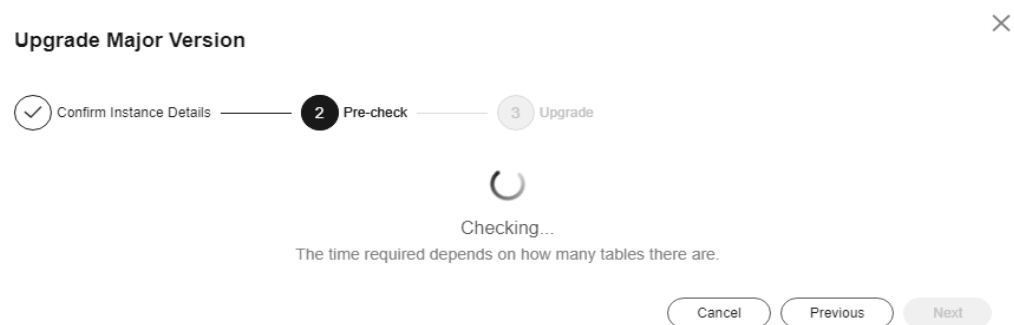 Upgrade Major Version
Confirm Instance Details 2 Pre-check 3 Upgrade
Checking...
The time required depends on how many tables there are.
Cancel Previous Next